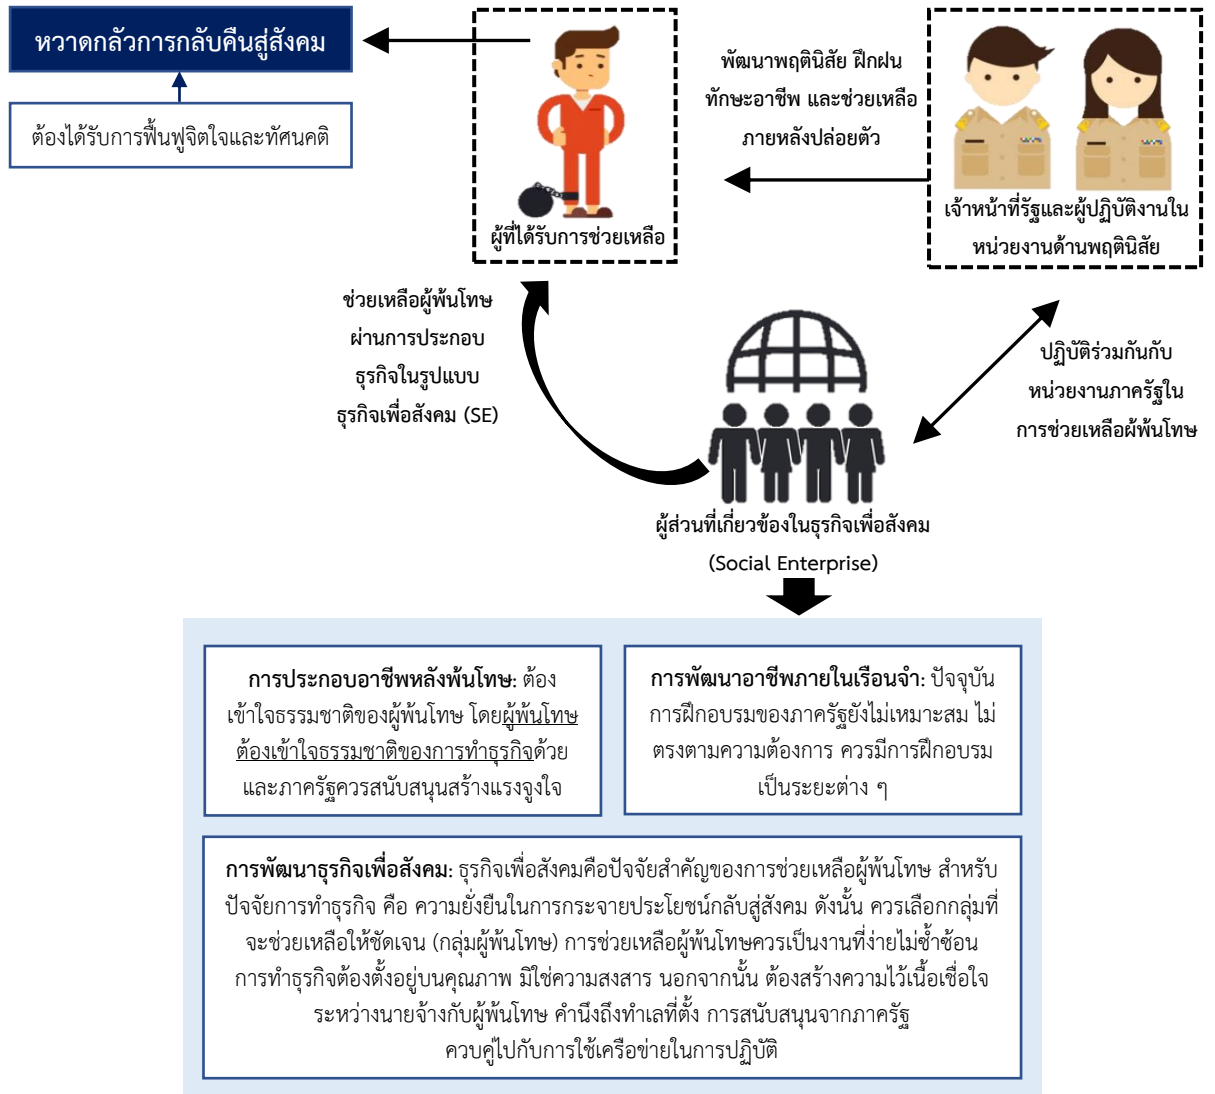 หวาดกลัวการกลับคืนสู่สังคม
ต้องได้รับการฟื้นฟูจิตใจและทัศนคติ
ผู้ที่ได้รับการช่วยเหลือ
พัฒนาพฤตินิสัย ฝึกฝน
ทักษะอาชีพ และช่วยเหลือ
ภายหลังปล่อยตัว
เจ้าหน้าที่รัฐและผู้ปฏิบัติงานใน
หน่วยงานด้านพฤตินิสัย
ช่วยเหลือผู้พ้นโทษ
ผ่านการประกอบ
ธุรกิจในรูปแบบ
ธุรกิจเพื่อสังคม (SE)
ปฏิบัติร่วมกันกับ
หน่วยงานภาครัฐใน
การช่วยเหลือผู้พ้นโทษ
ผู้ส่วนที่เกี่ยวข้องในธุรกิจเพื่อสังคม
(Social Enterprise)
การประกอบอาชีพหลังพ้นโทษ: ต้อง
เข้าใจธรรมชาติของผู้พ้นโทษ โดยผู้พ้นโทษ
ต้องเข้าใจธรรมชาติของการทำธุรกิจด้วย
และภาครัฐควรสนับสนุนสร้างแรงจูงใจ
การพัฒนาอาชีพภายในเรือนจำ: ปัจจุบัน
การฝึกอบรมของภาครัฐยังไม่เหมาะสม ไม่
ตรงตามความต้องการ ควรมีการฝึกอบรม
เป็นระยะต่าง ๆ
การพัฒนาธุรกิจเพื่อสังคม: ธุรกิจเพื่อสังคมคือปัจจัยสำคัญของการช่วยเหลือผู้พ้นโทษ สำหรับ
ปัจจัยการทำธุรกิจ คือ ความยั่งยืนในการกระจายประโยชน์กลับสู่สังคม ดังนั้น ควรเลือกกลุ่มที่
จะช่วยเหลือให้ชัดเจน (กลุ่มผู้พ้นโทษ) การช่วยเหลือผู้พ้นโทษควรเป็นงานที่ง่ายไม่ซ้ำซ้อน
การทำธุรกิจต้องตั้งอยู่บนคุณภาพ มิใช่ความสงสาร นอกจากนั้น ต้องสร้างความไว้เนื้อเชื่อใจ
ระหว่างนายจ้างกับผู้พ้นโทษ คำนึงถึงทำเลที่ตั้ง การสนับสนุนจากภาครัฐ
ควบคู่ไปกับการใช้เครือข่ายในการปฏิบัติ